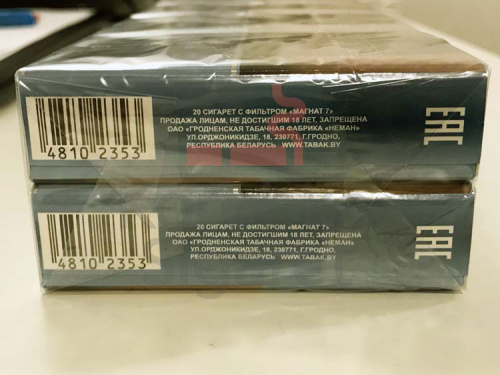 20 СИГАРЕТ С ФИЛЬТРОМ «МАГНАТ 7»
ПРОДАЖА ЛИЦАМ, НЕ ДОСТИГШИМ 18 ЛЕТ, ЗАПРЕЩЕНА
ОАО «ГРОДНЕНСКАЯ ТАБАЧНАЯ ФАБРИКА «НЕМАН»
УЛ.ОРДЖОНИКИДЗЕ, 18, 230771, Г.ГРОДНО,
РЕСПУБЛИКА БЕЛАРУСЬ WWW.TABAK.BY
4810 2353
EAC
20 СИГАРЕТ С ФИЛЬТРОМ «МАГНАТ 7»
ПРОДАЖА ЛИЦАМ, НЕ ДОСТИГШИМ 18 ЛЕТ, ЗАПРЕЩЕНА
ОАО «ГРОДНЕНСКАЯ ТАБАЧНАЯ ФАБРИКА «НЕМАН»
УЛ.ОРДЖОНИКИДЗЕ, 18, 230771, Г.ГРОДНО,
РЕСПУБЛИКА БЕЛАРУСЬ WWW.TABAK.BY
4810 2353
EAC